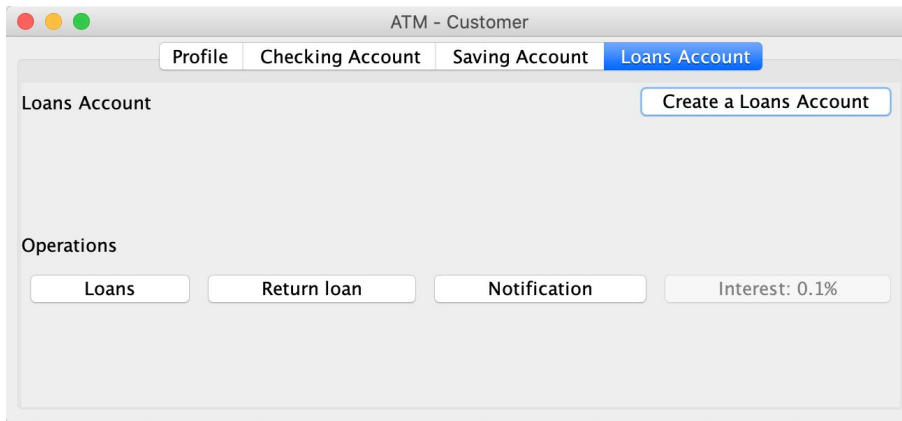 ATM - Customer
Profile Checking Account Saving Account Loans Account
Loans Account Create a Loans Account
Operations
Loans Return loan Notification Interest: 0.1%